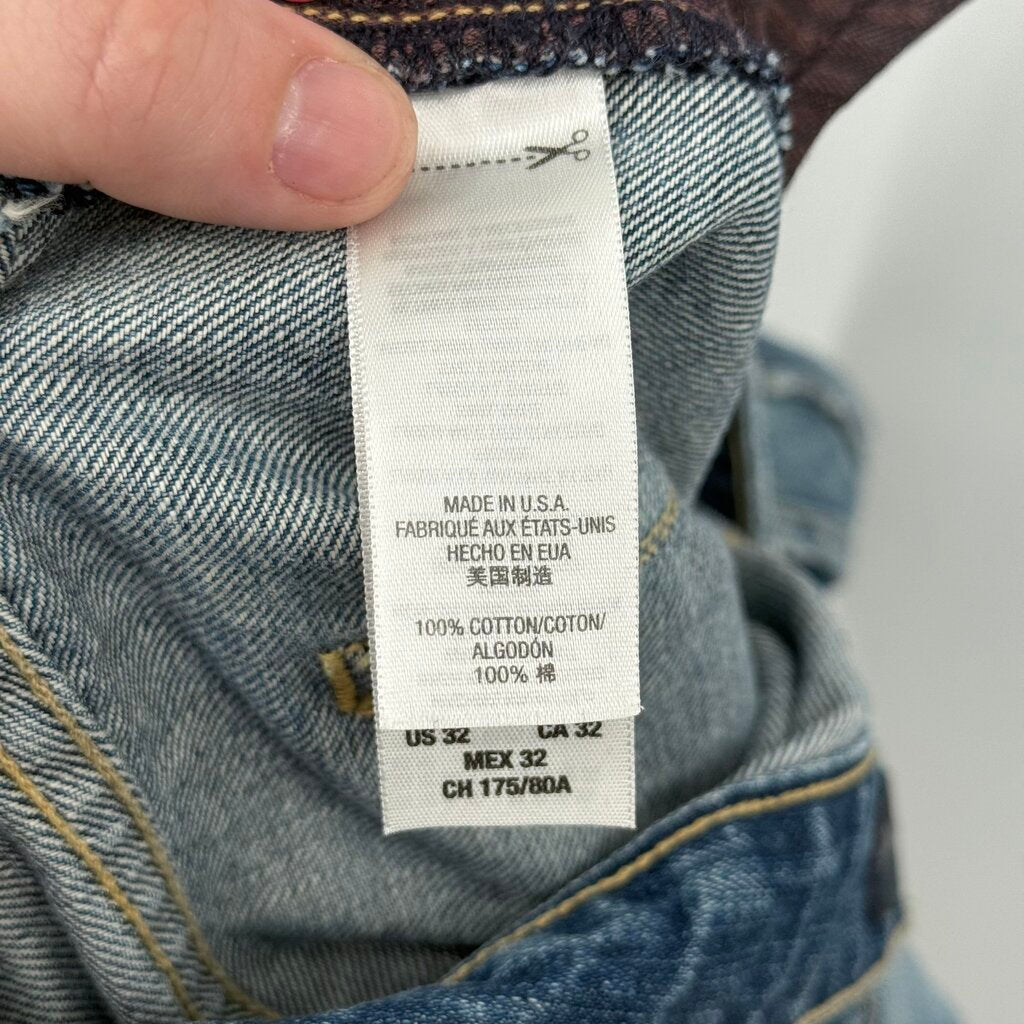 MADE IN U.S.A.
FABRIQUÉ AUX ÉTATS-UNIS
HECHO EN EUA
美国制造
100% COTTON/COTON/
ALGODÓN
100% 棉
US 32 CA 32
MEX 32
CH 175/80A